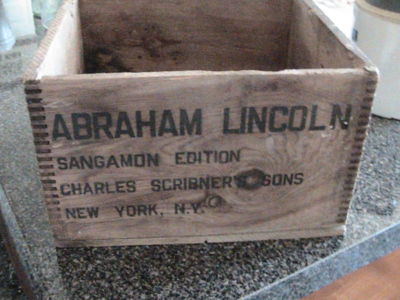 ABRAHAM LINCOLN
SANGAMON EDITION
CHARLES SCRIBNER'S SONS
NEW YORK, N.Y.